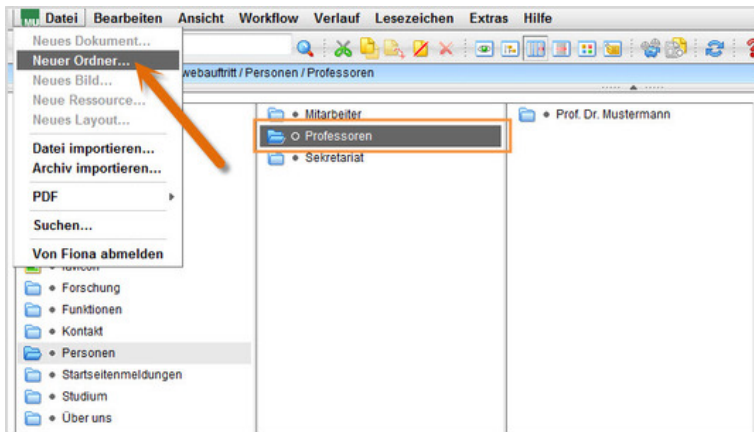 Datei Bearbeiten Ansicht Workflow Verlauf Lesezeichen Extras Hilfe
Neues Dokument...
Neuer Ordner...
webauftritt / Personen / Professoren
Neues Bild...
Neue Ressource...
Neues Layout...
Datei importieren...
Archiv importieren...
PDF
Suchen...
Von Fiona abmelden
Forschung
Funktionen
Kontakt
Personen
Startseitenmeldungen
Studium
Über uns
Mitarbeiter
Professoren
Sekretariat
Prof. Dr. Mustermann